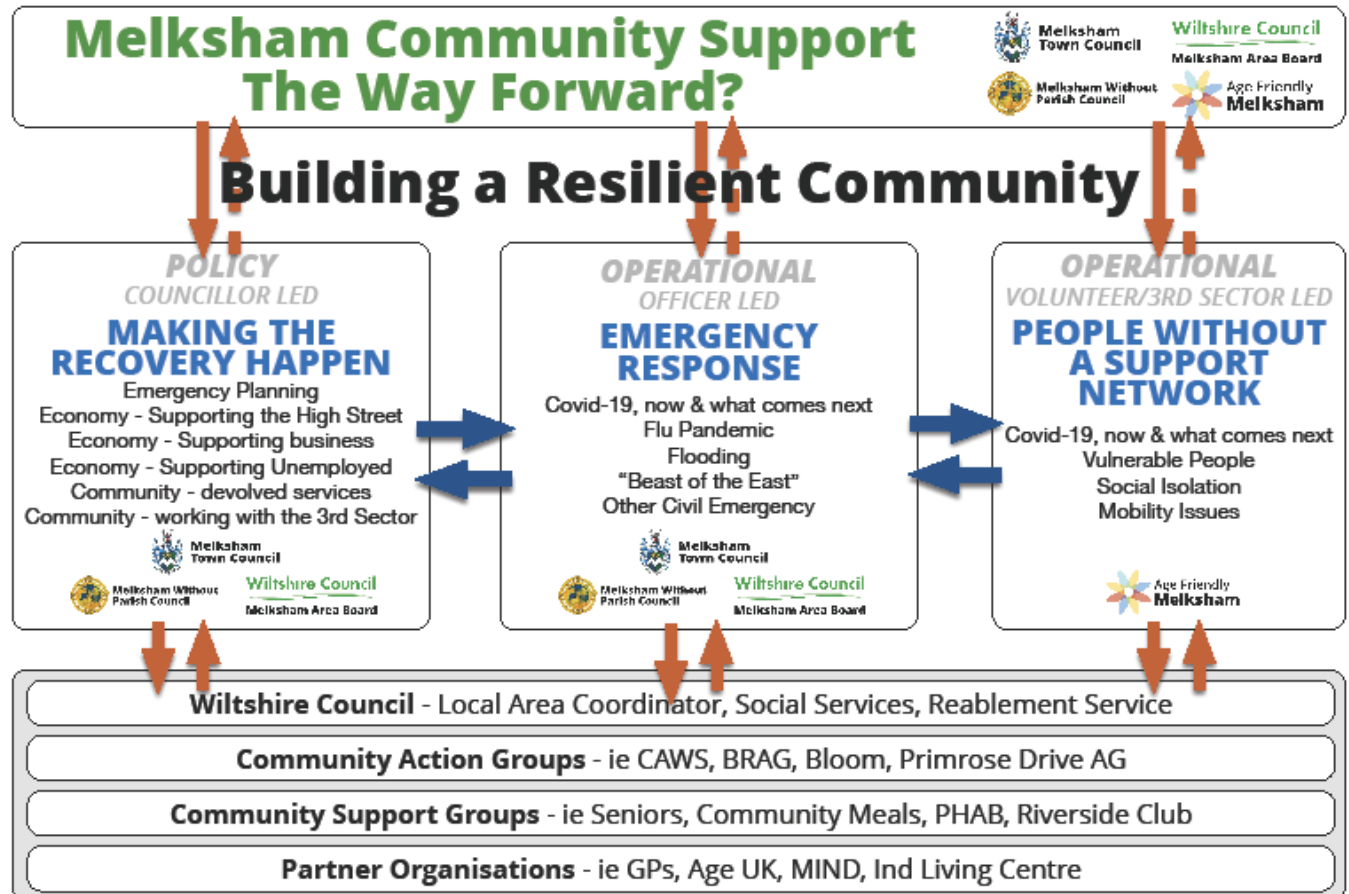 Melksham Community Support
The Way Forward?
Melksham
Town Council
Wiltshire Council
Melksham Area Board
Melksham Without
Parish Council
Age Friendly
Melksham
Building a Resilient Community
POLICY
COUNCILLOR LED
MAKING THE
RECOVERY HAPPEN
Emergency Planning
Economy - Supporting the High Street
Economy - Supporting business
Economy - Supporting Unemployed
Community - devolved services
Community - working with the 3rd Sector
Melksham
Town Council
Melksham Without
Parish Council
Wiltshire Council
Melksham Area Board
OPERATIONAL
OFFICER LED
EMERGENCY
RESPONSE
Covid-19, now & what comes next
Flu Pandemic
Flooding
“Beast of the East”
Other Civil Emergency
Melksham
Town Council
Melksham Without
Parish Council
Wiltshire Council
Melksham Area Board
OPERATIONAL
VOLUNTEER/3RD SECTOR LED
PEOPLE WITHOUT
A SUPPORT
NETWORK
Covid-19, now & what comes next
Vulnerable People
Social Isolation
Mobility Issues
Age Friendly
Melksham
Wiltshire Council - Local Area Coordinator, Social Services, Reablement Service
Community Action Groups - ie CAWS, BRAG, Bloom, Primrose Drive AG
Community Support Groups - ie Seniors, Community Meals, PHAB, Riverside Club
Partner Organisations - ie GPs, Age UK, MIND, Ind Living Centre